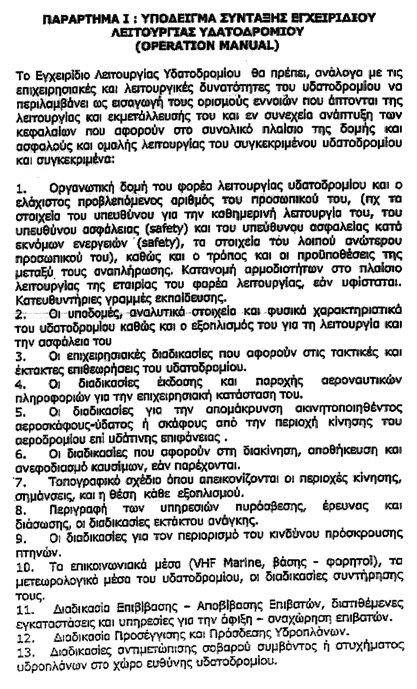 ΠΑΡΑΡΤΗΜΑ Ι : ΥΠΟΔΕΙΓΜΑ ΣΥΝΤΑΞΗΣ ΕΓΧΕΙΡΙΔΙΟΥ
ΛΕΙΤΟΥΡΓΙΑΣ ΥΔΑΤΟΔΡΟΜΙΟΥ
(OPERATION MANUAL)
Το Εγχειρίδιο Λειτουργίας Υδατοδρομίου θα πρέπει, ανάλογα με τις
επιχειρησιακές και λειτουργικές δυνατότητες του υδατοδρομίου να
περιλαμβάνει ως εισαγωγή τους ορισμούς εννοιών που άπτονται της
λειτουργίας και εκμετάλλευσής του και εν συνεχεία ανάπτυξη των
κεφαλαίων που αφορούν στο συνολικό πλαίσιο της δομής και
ασφαλούς και ομαλής λειτουργίας του συγκεκριμένου υδατοδρομίου
και συγκεκριμένα:
1. Οργανωτική δομή του φορέα λειτουργίας υδατοδρομίου και ο
ελάχιστος προβλεπόμενος αριθμός του προσωπικού του, (πχ τα
στοιχεία του υπευθύνου για την καθημερινή λειτουργία του, του
υπευθύνου ασφάλειας (safety) και του υπεύθυνου ασφαλείας κατά
εκνόμων ενεργειών (safety), τα στοιχεία του λοιπού ανώτερου
προσωπικού του), καθώς και ο τρόπος και οι προϋποθέσεις της
μεταξύ τους αναπλήρωσης. Κατανομή αρμοδιοτήτων στο πλαίσιο
λειτουργίας της εταιρίας του φορέα λειτουργίας, εάν υφίσταται.
Κατευθυντήριες γραμμές εκπαίδευσης.
2. Οι υποδομές, αναλυτικά στοιχεία και φυσικά χαρακτηριστικά
του υδατοδρομίου καθώς και ο εξοπλισμός του για τη λειτουργία και
την ασφάλεια του
3. Οι επιχειρησιακές διαδικασίες που αφορούν στις τακτικές και
έκτακτες επιθεωρήσεις του υδατοδρομίου.
4. Οι διαδικασίες έκδοσης και παροχής αεροναυτικών
πληροφοριών για την επιχειρησιακή κατάσταση του.
5. Οι διαδικασίες για την απομάκρυνση ακινητοποιηθέντος
αεροσκάφους-ύδατος ή σκάφους από την περιοχή κίνησης του
αεροδρομίου επί υδάτινης επιφάνειας .
6. Οι διαδικασίες που αφορούν στη διακίνηση, αποθήκευση και
ανεφοδιασμό καυσίμων, εάν παρέχονται.
7. Τοπογραφικό σχέδιο όπου απεικονίζονται οι περιοχές κίνησης,
σημάνσεις, και η θέση κάθε εξοπλισμού.
8. Περιγραφή των υπηρεσιών πυρόσβεσης, έρευνας και
διάσωσης, οι διαδικασίες εκτάκτου ανάγκης.
9. Οι διαδικασίες για τον περιορισμό του κινδύνου πρόσκρουσης
πτηνών.
10. Τα επικοινωνιακά μέσα (VHF Marine, βάσης - φορητοί), τα
μετεωρολογικά μέσα του υδατοδρομίου, οι διαδικασίες συντήρησης
τους.
11. Διαδικασία Επιβίβασης – Αποβίβασης Επιβατών, διατιθέμενες
εγκαταστάσεις και υπηρεσίες για την άφιξη – αναχώρηση επιβατών.
12. Διαδικασία Προσέγγισης και Πρόσδεσης Υδροπλάνων.
13. Διαδικασίες αντιμετώπισης σοβαρού συμβάντος ή ατυχήματος
υδροπλάνων στο χώρο ευθύνης υδατοδρομίου.